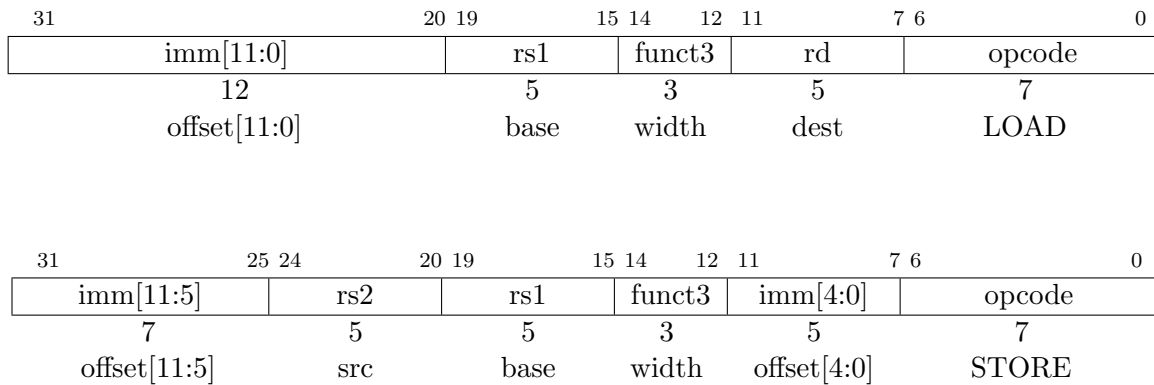 31 20 19 15 14 12 11 7 6 0
imm[11:0] rs1 funct3 rd opcode
12 5 3 5 7
offset[11:0] base width dest LOAD
31 25 24 20 19 15 14 12 11 7 6 0
imm[11:5] rs2 rs1 funct3 imm[4:0] opcode
7 5 5 3 5 7
offset[11:5] src base width offset[4:0] STORE